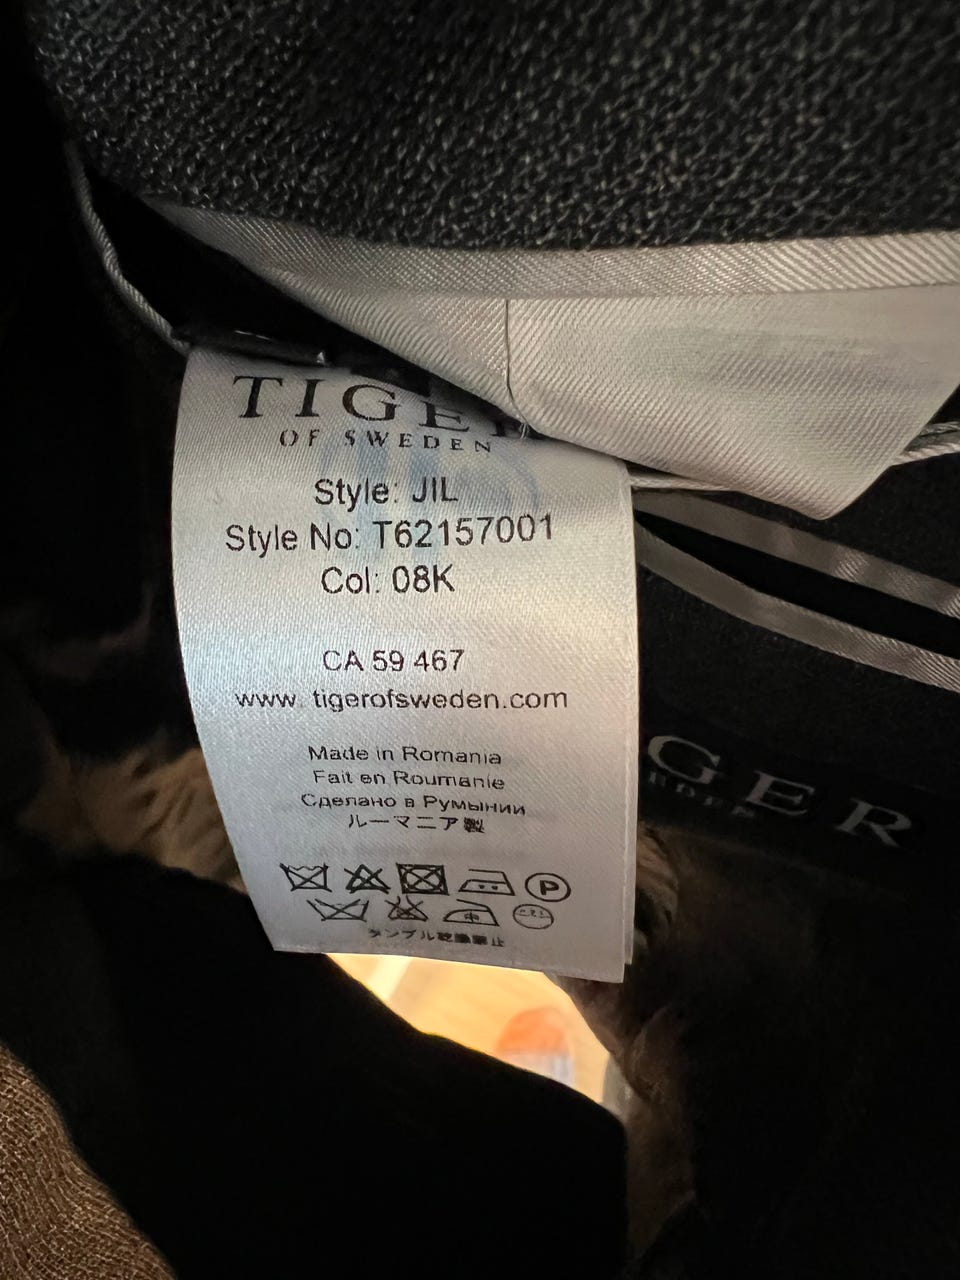 TIGER
OF SWEDEN
Style: JIL
Style No: T62157001
Col: 08K
CA 59 467
www.tigerofsweden.com
Made in Romania
Fait en Roumanie
Сделано в Румынии
ルーマニア製
P
タンブル乾燥禁止
GER